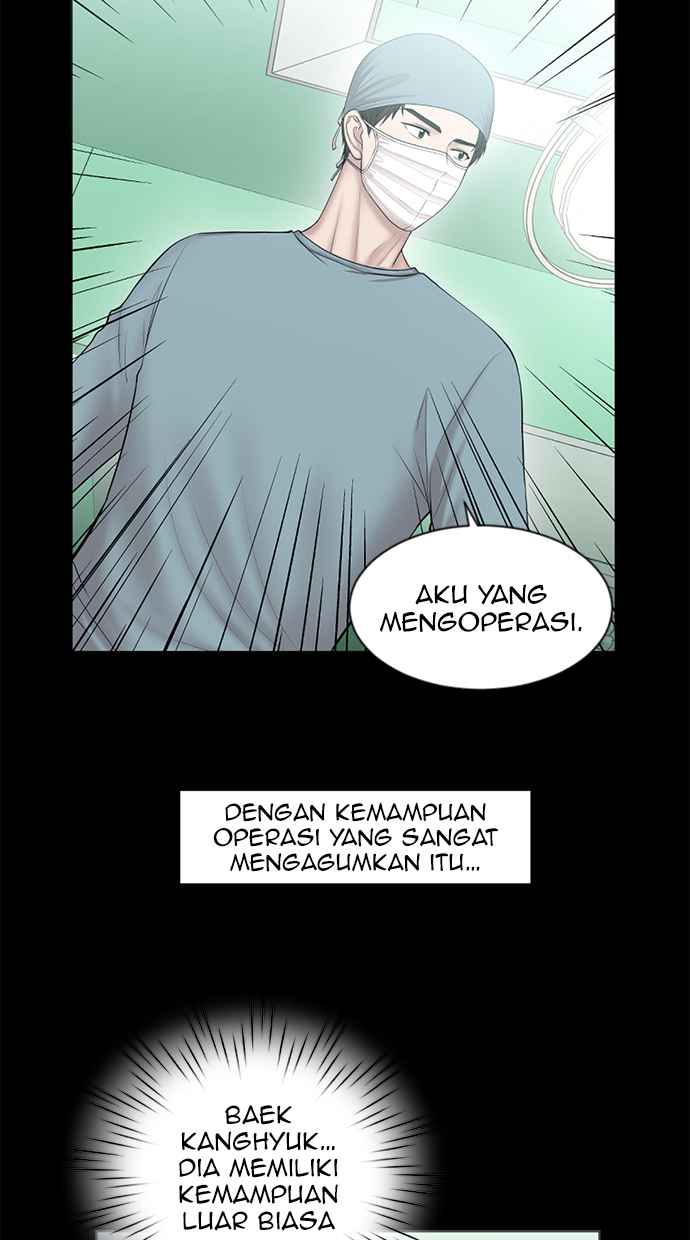 AKU YANG
MENGOPERASI.
DENGAN KEMAMPUAN
OPERASI YANG SANGAT
MENGAGUMKAN ITU...
BAEK
KANGHYUK...
DIA MEMILIKI
KEMAMPUAN
LUAR BIASA